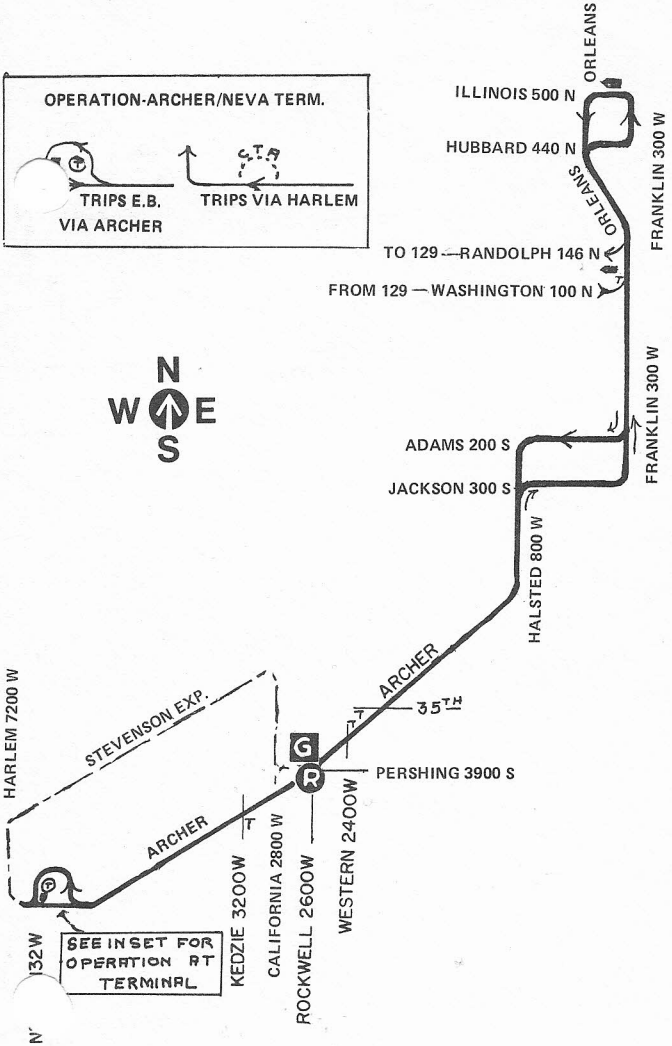 ORLEANS
ILLINOIS 500 N
HUBBARD 440 N
FRANKLIN 300 W
ORLEANS
OPERATION-ARCHER/NEVA TERM.
T
TRIPS E.B.
VIA ARCHER
CTA
TRIPS VIA HARLEM
TO 129—RANDOLPH 146 N
T
FROM 129 — WASHINGTON 100 N
N
W E
S
FRANKLIN 300 W
ADAMS 200 S
JACKSON 300 S
HALSTED 800 W
ARCHER
35TH
T T
HARLEM 7200 W
STEVENSON EXP.
G
R
PERSHING 3900 S
ARCHER
T
T
KEDZIE 3200W
CALIFORNIA 2800 W
ROCKWELL 2600W
WESTERN 2400W
SEE INSET FOR
OPERATION AT
TERMINAL
132W